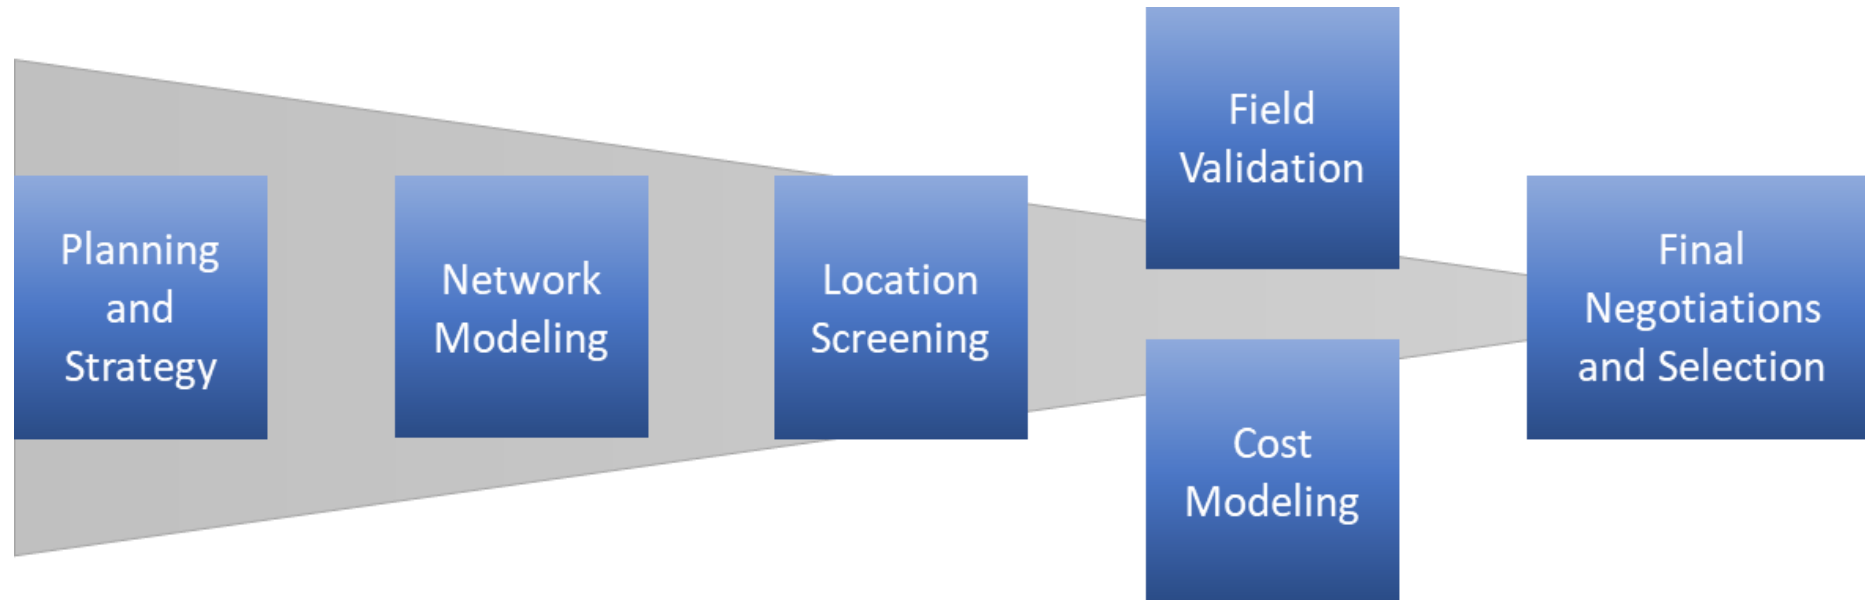 Planning
and
Strategy
Network
Modeling
Location
Screening
Field
Validation
Cost
Modeling
Final
Negotiations
and Selection